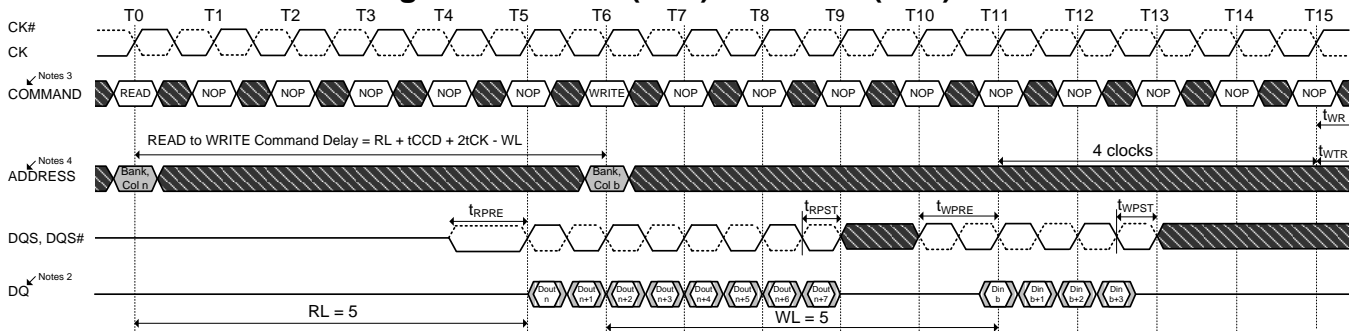 T0 T1 T2 T3 T4 T5 T6 T7 T8 T9 T10 T11 T12 T13 T14 T15
CK#
CK
Notes 3
COMMAND READ NOP NOP NOP NOP NOP WRITE NOP NOP NOP NOP NOP NOP NOP NOP NOP
tWR
READ to WRITE Command Delay = RL + tCCD + 2tCK - WL
4 clocks
tWTR
Notes 4
ADDRESS
Bank, Col n
Bank, Col b
tRPRE tRPST tWPRE tWPST
DQS, DQS#
Notes 2
DQ
Dout n
Dout n+1
Dout n+2
Dout n+3
Dout n+4
Dout n+5
Dout n+6
Dout n+7
Din b
Din b+1
Din b+2
Din b+3
RL = 5
WL = 5